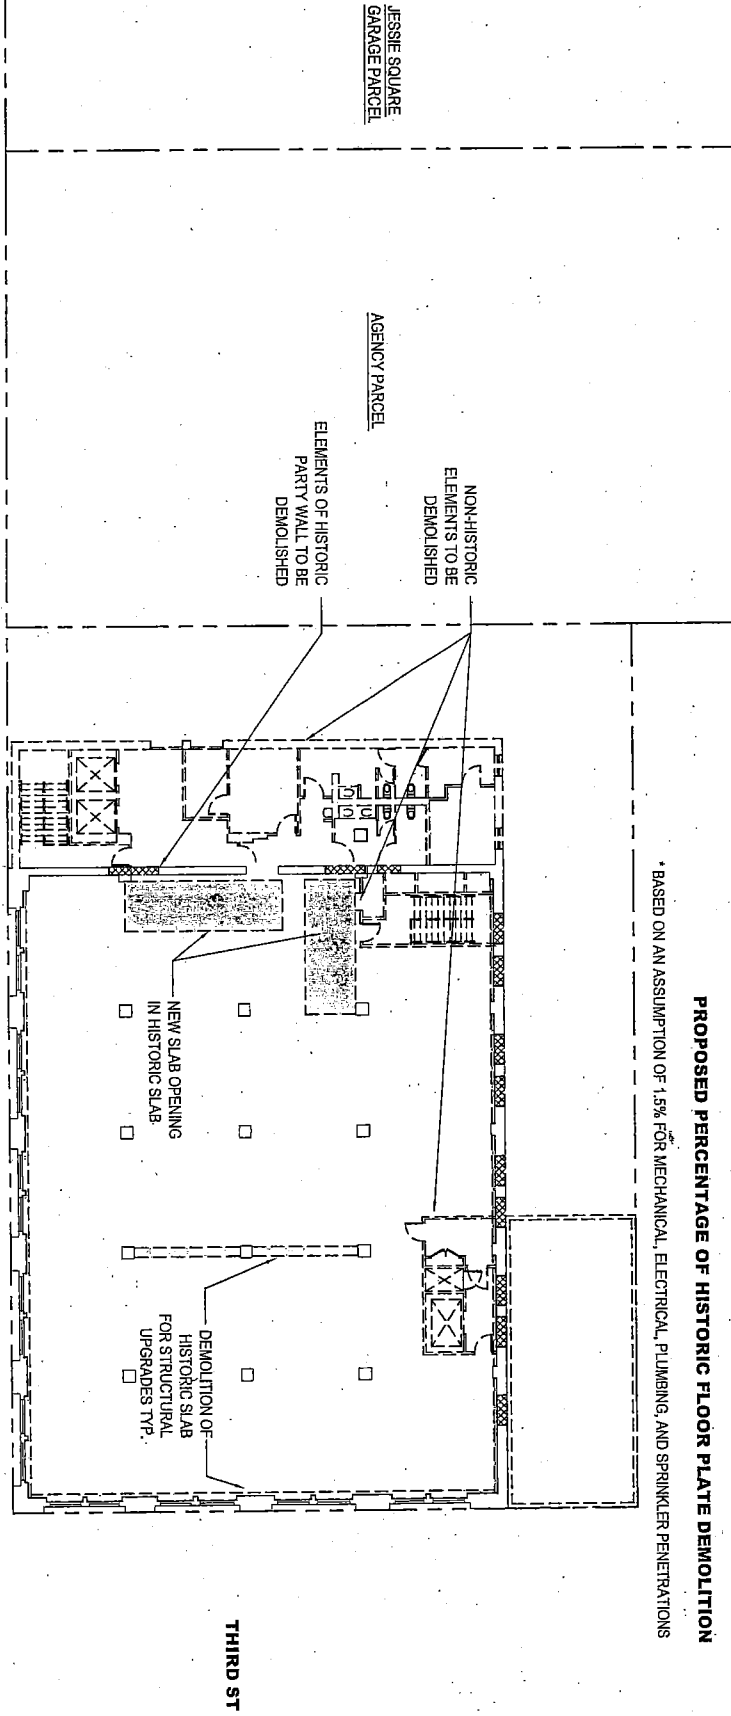 PROPOSED PERCENTAGE OF HISTORIC FLOOR PLATE DEMOLITION
* BASED ON AN ASSUMPTION OF 1.5% FOR MECHANICAL, ELECTRICAL, PLUMBING, AND SPRINKLER PENETRATIONS
JESSIE SQUARE
GARAGE PARCEL
AGENCY PARCEL
NON-HISTORIC
ELEMENTS TO BE
DEMOLISHED
ELEMENTS OF HISTORIC
PARTY WALL TO BE
DEMOLISHED
NEW SLAB OPENING
IN HISTORIC SLAB
DEMOLITION OF
HISTORIC SLAB
FOR STRUCTURAL
UPGRADES TYP.
THIRD ST